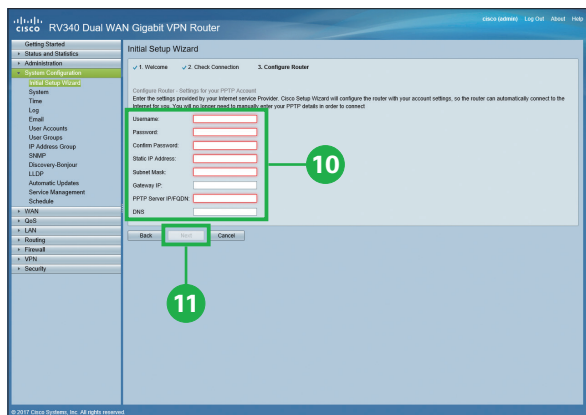 cisco (admin) Log Out About Help
CISCO RV340 Dual WAN Gigabit VPN Router
Getting Started
Status and Statistics
Administration
System Configuration
Initial Setup Wizard
System
Time
Log
Email
User Accounts
User Groups
IP Address Group
SNMP
Discovery-Bonjour
LLDP
Automatic Updates
Service Management
Schedule
WAN
QoS
LAN
Routing
Firewall
VPN
Security
Initial Setup Wizard
1. Welcome
2. Check Connection
3. Configure Router
Configure Router - Settings for your PPTP Account
Enter the settings provided by your Internet service Provider. Cisco Setup Wizard will configure the router with your account settings, so the router can automatically connect to the
Internet for you. You will no longer need to manually enter your PPTP details in order to connect.
Username:
Password:
Confirm Password:
Static IP Address:
Subnet Mask:
Gateway IP:
PPTP Server IP/FQDN:
DNS
10
Back
Next
Cancel
11
© 2017 Cisco Systems, Inc. All rights reserved.